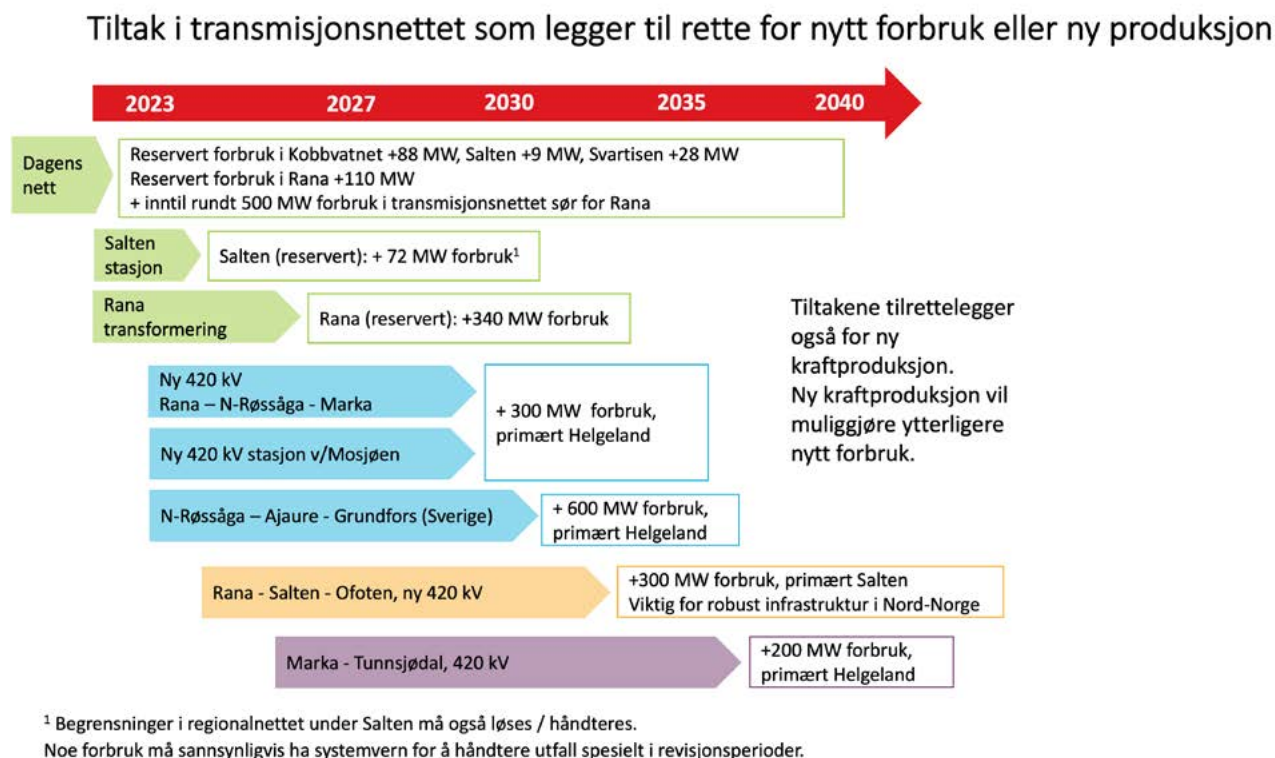 Tiltak i transmisjonsnettet som legger til rette for nytt forbruk eller ny produksjon
2023 2027 2030 2035 2040
Dagens
nett
Reservert forbruk i Kobbvatnet +88 MW, Salten +9 MW, Svartisen +28 MW
Reservert forbruk i Rana +110 MW
+ inntil rundt 500 MW forbruk i transmisjonsnettet sør for Rana
Salten
stasjon
Salten (reservert): + 72 MW forbruk¹
Rana
transformering
Rana (reservert): +340 MW forbruk
Tiltakene tilrettelegger
også for ny
kraftproduksjon.
Ny kraftproduksjon vil
muliggjøre ytterligere
nytt forbruk.
Ny 420 kV
Rana – N-Røssåga - Marka
Ny 420 kV stasjon v/Mosjøen
+ 300 MW forbruk,
primært Helgeland
N-Røssåga – Ajaure - Grundfors (Sverige)
+ 600 MW forbruk,
primært Helgeland
Rana - Salten - Ofoten, ny 420 kV
+300 MW forbruk, primært Salten
Viktig for robust infrastruktur i Nord-Norge
Marka - Tunnsjødal, 420 kV
+200 MW forbruk,
primært Helgeland
¹ Begrensninger i regionalnettet under Salten må også løses / håndteres.
Noe forbruk må sannsynligvis ha systemvern for å håndtere utfall spesielt i revisjonsperioder.